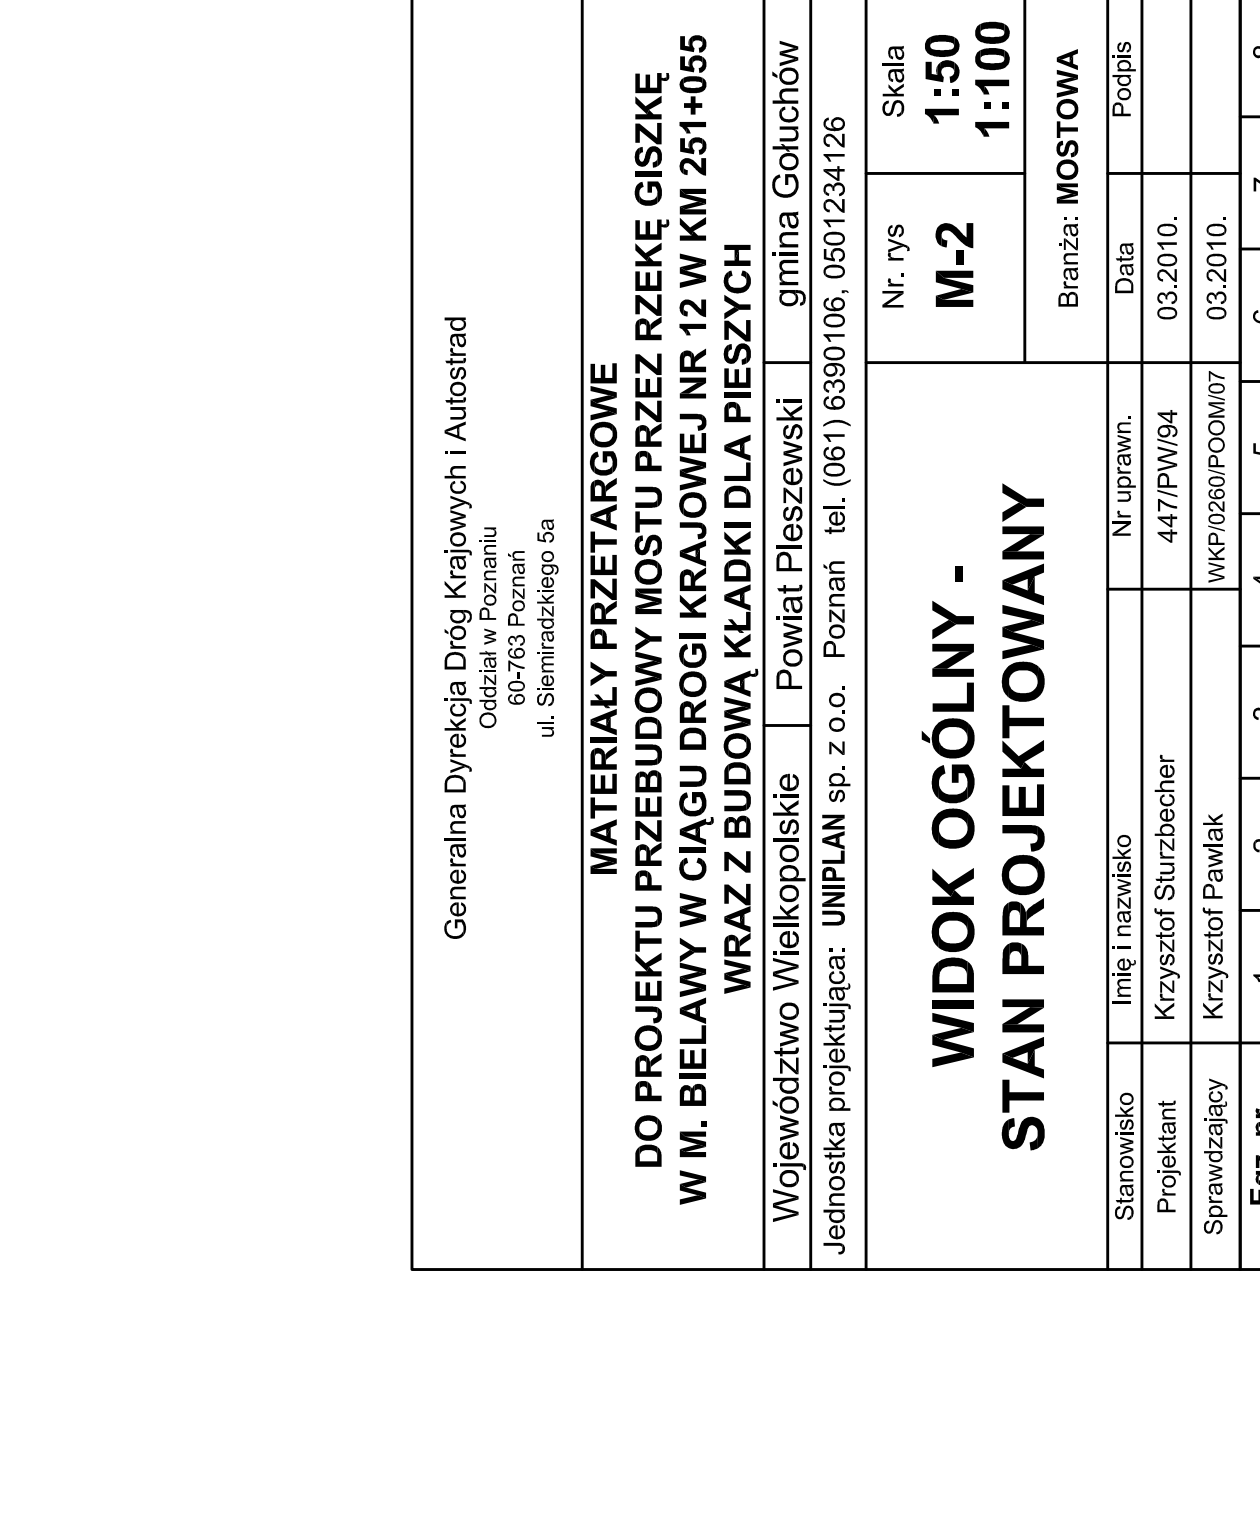 Generalna Dyrekcja Dróg Krajowych i Autostrad
Oddział w Poznaniu
60-763 Poznań
ul. Siemiradzkiego 5a
MATERIAŁY PRZETARGOWE
DO PROJEKTU PRZEBUDOWY MOSTU PRZEZ RZEKĘ GISZKĘ
W M. BIELAWY W CIĄGU DROGI KRAJOWEJ NR 12 W KM 251+055
WRAZ Z BUDOWĄ KŁADKI DLA PIESZYCH
Województwo Wielkopolskie Powiat Pleszewski gmina Gołuchów
Jednostka projektująca: UNIPLAN sp. z o.o. Poznań tel. (061) 6390106, 0501234126
WIDOK OGÓLNY -
STAN PROJEKTOWANY
Nr. rys
M-2
Skala
1:50
1:100
Branża: MOSTOWA
Stanowisko Imię i nazwisko Nr uprawn. Data Podpis
Projektant Krzysztof Sturzbecher 447/PW/94 03.2010.
Sprawdzający Krzysztof Pawlak WKP/0260/POOM/07 03.2010.